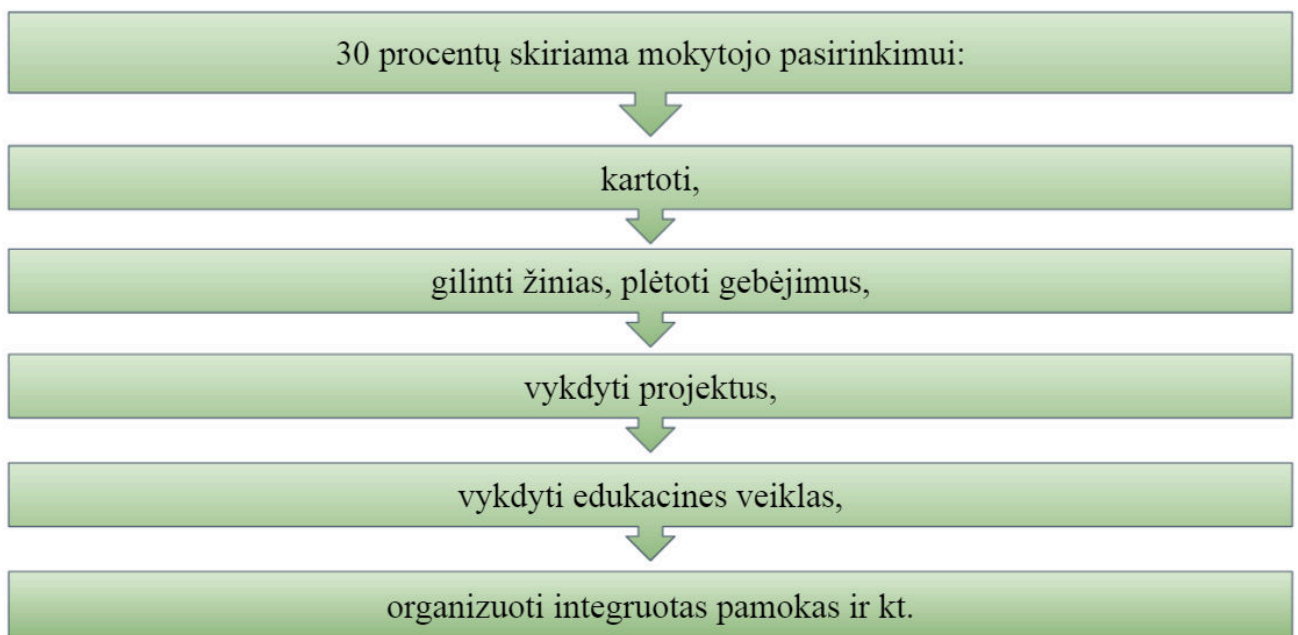 30 procentų skiriama mokytojo pasirinkimui:
kartoti,
gilinti žinias, plėtoti gebėjimus,
vykdyti projektus,
vykdyti edukacines veiklas,
organizuoti integruotas pamokas ir kt.